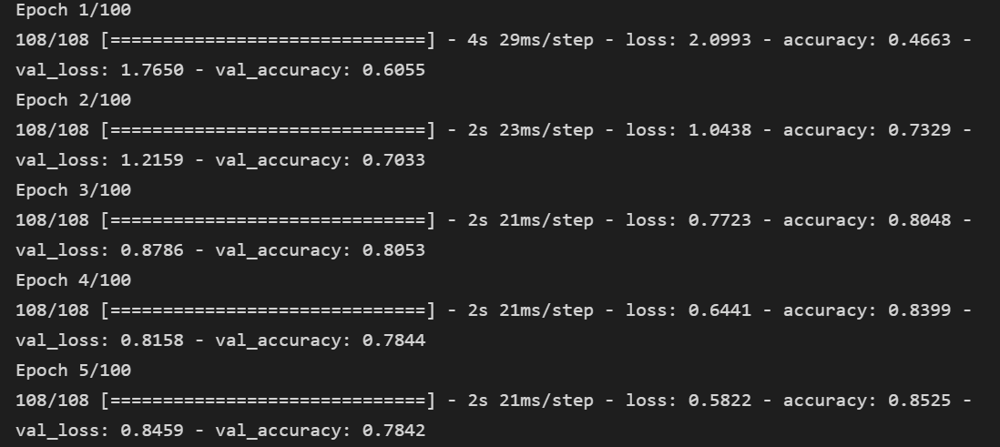 Epoch 1/100
108/108 [==============================] - 4s 29ms/step - loss: 2.0993 - accuracy: 0.4663 -
val_loss: 1.7650 - val_accuracy: 0.6055
Epoch 2/100
108/108 [==============================] - 2s 23ms/step - loss: 1.0438 - accuracy: 0.7329 -
val_loss: 1.2159 - val_accuracy: 0.7033
Epoch 3/100
108/108 [==============================] - 2s 21ms/step - loss: 0.7723 - accuracy: 0.8048 -
val_loss: 0.8786 - val_accuracy: 0.8053
Epoch 4/100
108/108 [==============================] - 2s 21ms/step - loss: 0.6441 - accuracy: 0.8399 -
val_loss: 0.8158 - val_accuracy: 0.7844
Epoch 5/100
108/108 [==============================] - 2s 21ms/step - loss: 0.5822 - accuracy: 0.8525 -
val_loss: 0.8459 - val_accuracy: 0.7842